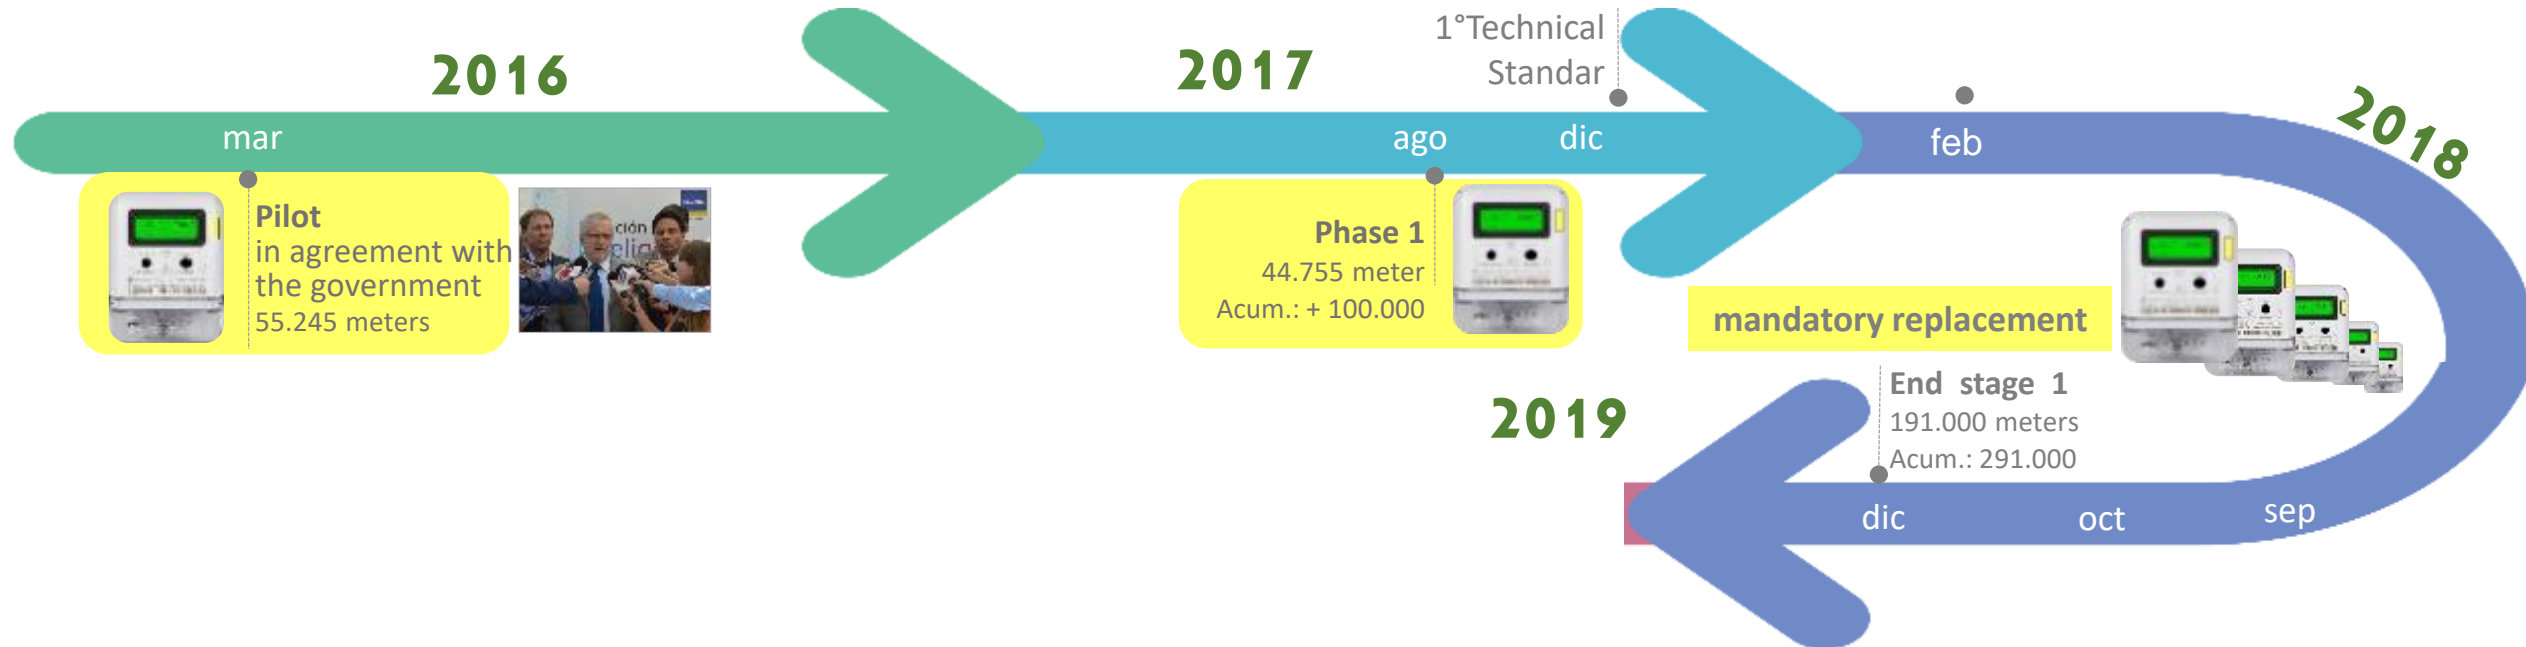 2016
mar
Pilot
in agreement with
the government
55.245 meters
ción
2017
1°Technical
Standar
ago
dic
Phase 1
44.755 meter
Acum.: + 100.000
feb
2018
mandatory replacement
End stage 1
191.000 meters
Acum.: 291.000
2019
dic
oct
sep